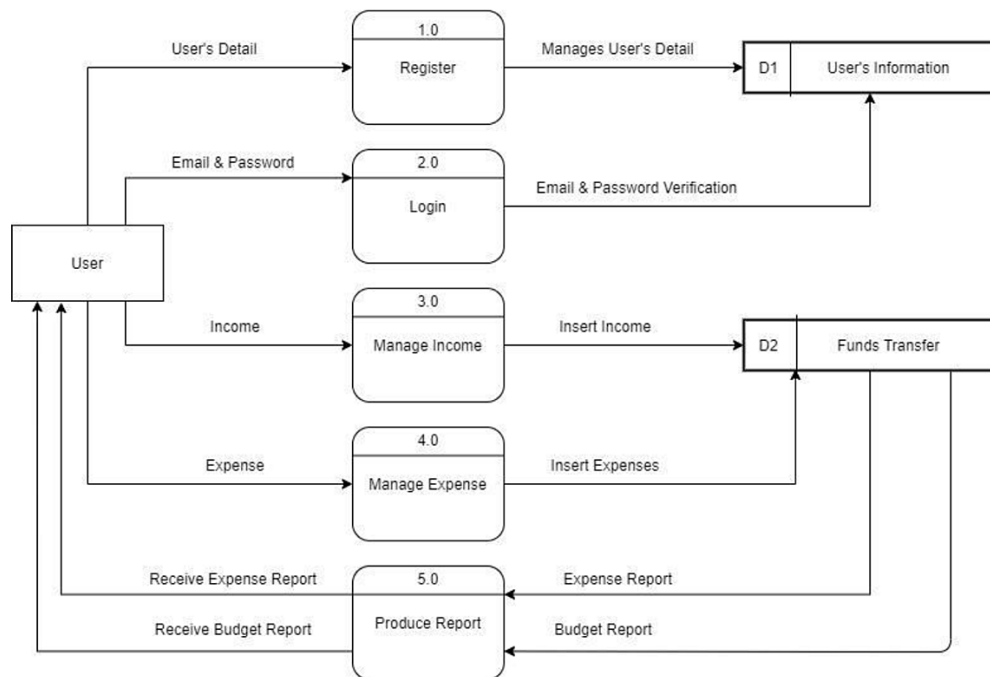 1.0
User's Detail
Manages User's Detail
Register
D1
User's Information
2.0
Email & Password
Email & Password Verification
Login
User
3.0
Income
Insert Income
Manage Income
D2
Funds Transfer
4.0
Expense
Insert Expenses
Manage Expense
5.0
Receive Expense Report
Expense Report
Produce Report
Receive Budget Report
Budget Report